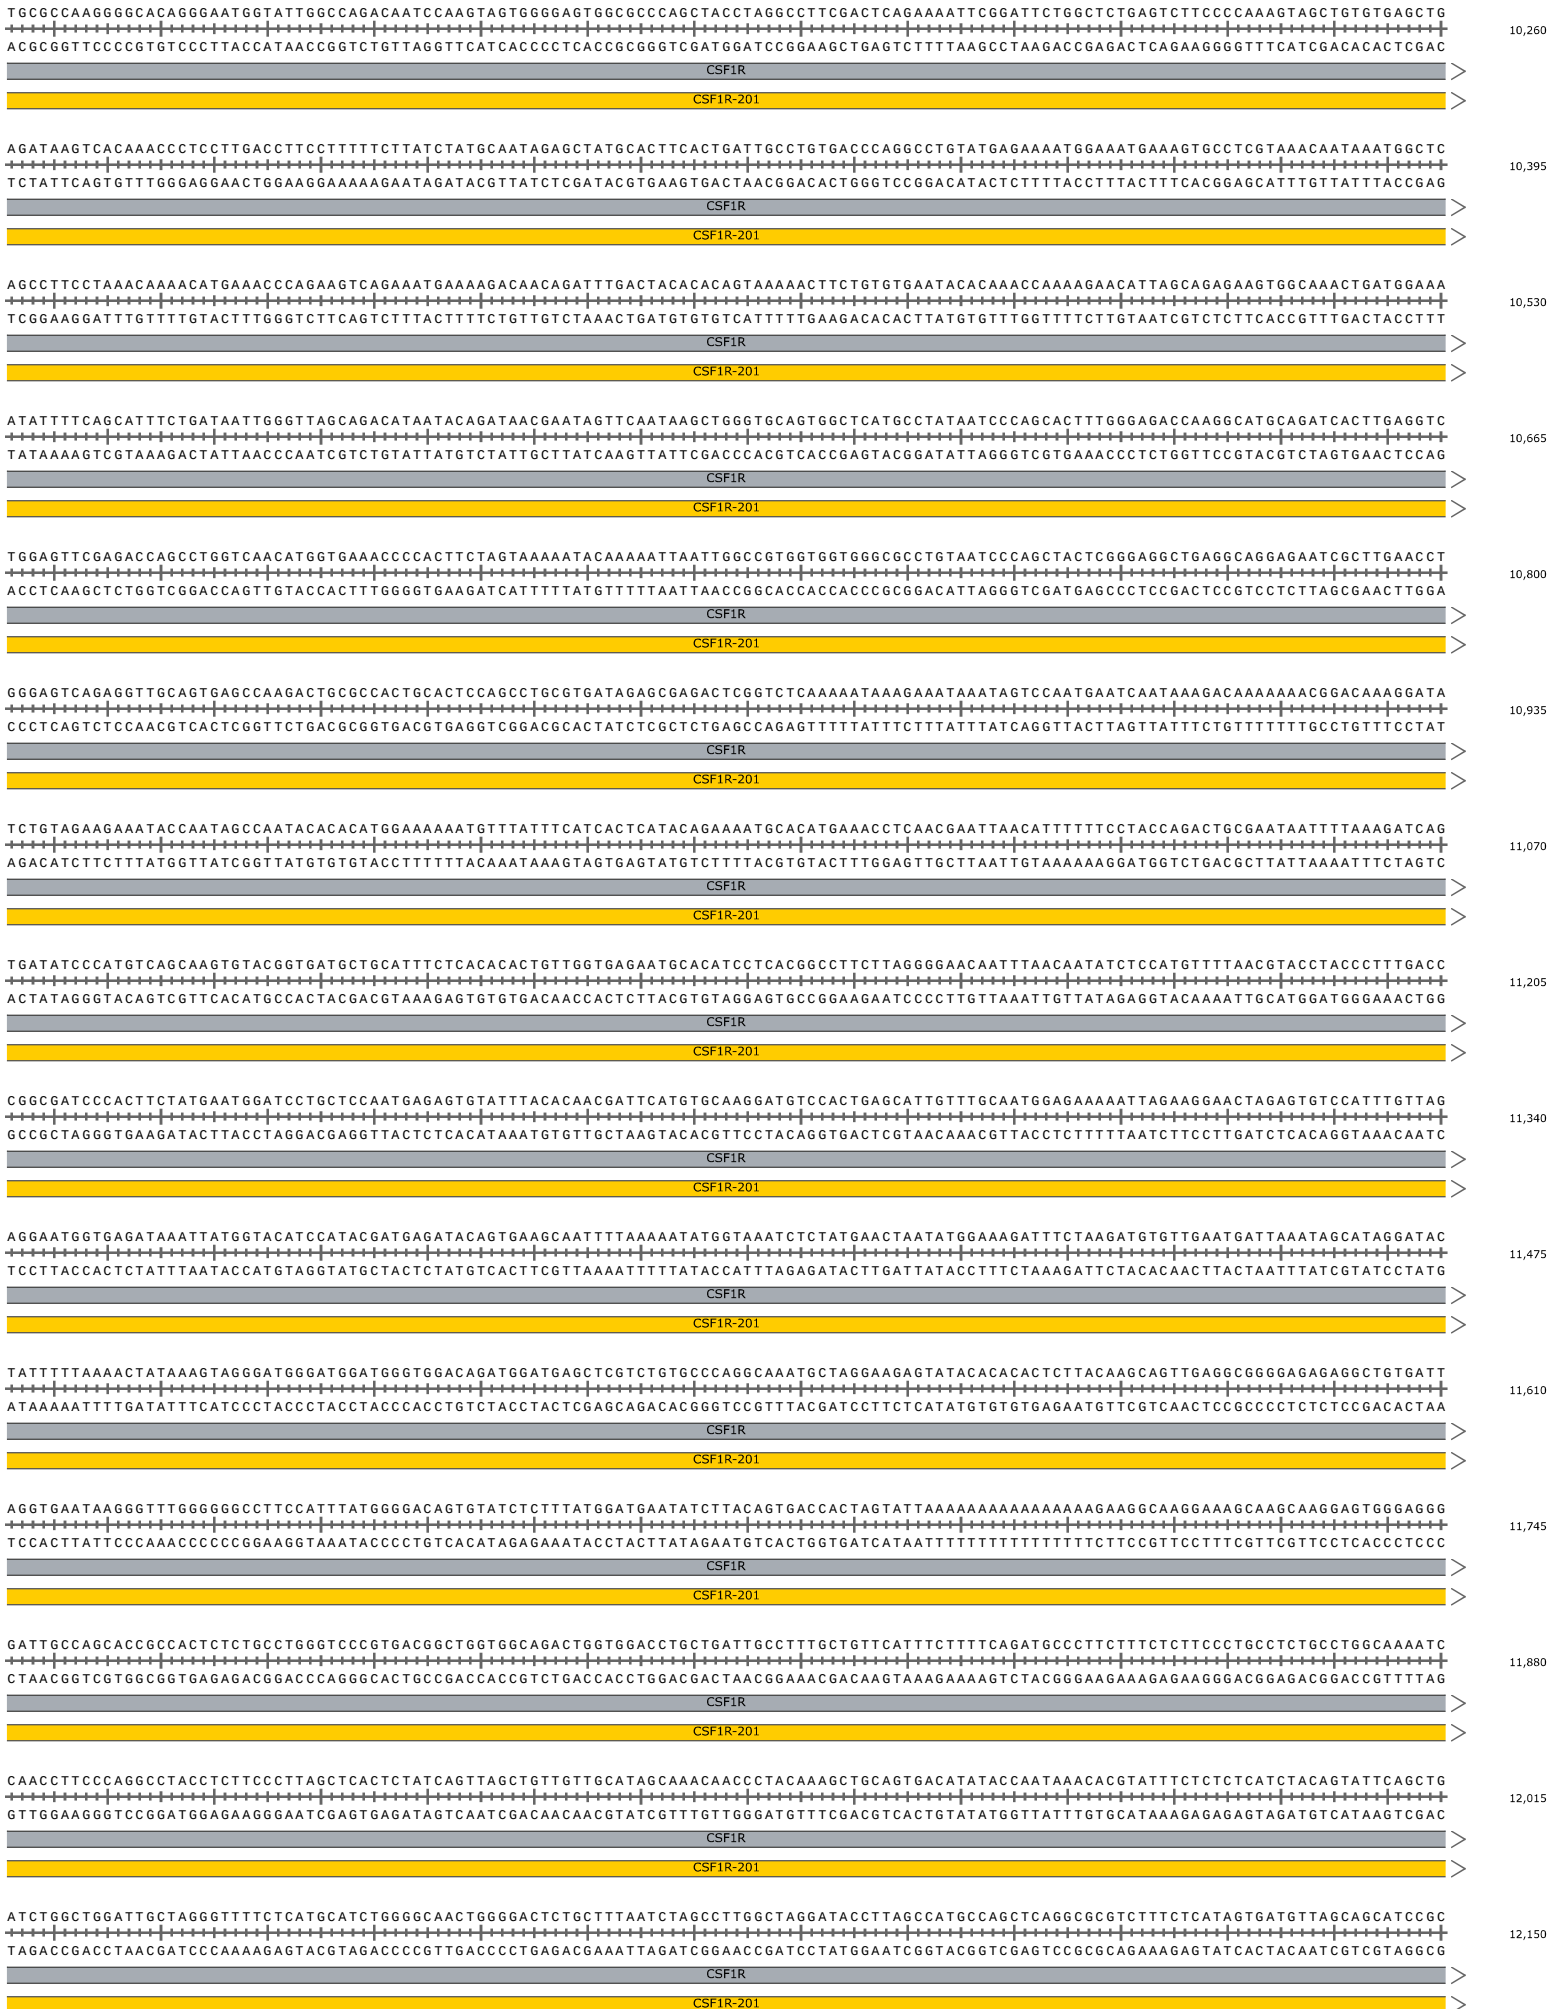 TGCGCCAAGGGGCACAGGGAATGGTATTGGCCAGACAATCCAAGTAGTGGGGAGTGGCGCCCAGCTACCTAGGCCTTCGACTCAGAAAATTCGGATTCTGGCTCTGAGTCTTCCCCAAAGTAGCTGTGTGAGCTG
10,260
ACGCGGTTCCCCGTGTCCCTTACCATAACCGGTCTGTTAGGTTCATCACCCCTCACCGCGGGTCGATGGATCCGGAAGCTGAGTCTTTTAAGCCTAAGACCGAGACTCAGAAGGGGTTTCATCGACACACTCGAC
CSF1R
CSF1R-201
AGATAAGTCACAAACCCTCCTTGACCTTCCTTTTTCTTATCTATGCAATAGAGCTATGCACTTCACTGATTGCCTGTGACCCAGGCCTGTATGAGAAAATGGAAATGAAAGTGCCTCGTAAACAATAAATGGCTC
10,395
TCTATTCAGTGTTTGGGAGGAACTGGAAGGAAAAAGAATAGATACGTTATCTCGATACGTGAAGTGACTAACGGACACTGGGTCCGGACATACTCTTTTACCTTTACTTTCACGGAGCATTTGTTATTTACCGAG
CSF1R
CSF1R-201
AGCCTTCCTAAACAAAACATGAAACCCAGAAGTCAGAAATGAAAAGACAACAGATTTGACTACACACAGTAAAAACTTCTGTGTGAATACACAAACCAAAAGAACATTAGCAGAGAAGTGGCAAACTGATGGAAA
10,530
TCGGAAGGATTTGTTTTGTACTTTGGGTCTTCAGTCTTTACTTTTCTGTTGTCTAAACTGATGTGTGTCATTTTTGAAGACACACTTATGTGTTTGGTTTTCTTGTAATCGTCTCTTCACCGTTTGACTACCTTT
CSF1R
CSF1R-201
ATATTTTCAGCATTTCTGATAATTGGGTTAGCAGACATAATACAGATAACGAATAGTTCAATAAGCTGGGTGCAGTGGCTCATGCCTATAATCCCAGCACTTTGGGAGACCAAGGCATGCAGATCACTTGAGGTC
10,665
TATAAAAGTCGTAAAGACTATTAACCCAATCGTCTGTATTATGTCTATTGCTTATCAAGTTATTCGACCCACGTCACCGAGTACGGATATTAGGGTCGTGAAACCCTCTGGTTCCGTACGTCTAGTGAACTCCAG
CSF1R
CSF1R-201
TGGAGTTCGAGACCAGCCTGGTCAACATGGTGAAACCCCACTTCTAGTAAAAATACAAAAATTAATTGGCCGTGGTGGTGGGCGCCTGTAATCCCAGCTACTCGGGAGGCTGAGGCAGGAGAATCGCTTGAACCT
10,800
ACCTCAAGCTCTGGTCGGACCAGTTGTACCACTTTGGGGTGAAGATCATTTTTATGTTTTTAATTAACCGGCACCACCACCCGCGGACATTAGGGTCGATGAGCCCTCCGACTCCGTCCTCTTAGCGAACTTGGA
CSF1R
CSF1R-201
GGGAGTCAGAGGTTGCAGTGAGCCAAGACTGCGCCACTGCACTCCAGCCTGCGTGATAGAGCGAGACTCGGTCTCAAAAATAAAGAAATAAATAGTCCAATGAATCAATAAAGACAAAAAAACGGACAAAGGATA
10,935
CCCTCAGTCTCCAACGTCACTCGGTTCTGACGCGGTGACGTGAGGTCGGACGCACTATCTCGCTCTGAGCCAGAGTTTTTATTTCTTTATTTATCAGGTTACTTAGTTATTTCTGTTTTTTTGCCTGTTTCCTAT
CSF1R
CSF1R-201
TCTGTAGAAGAAATACCAATAGCCAATACACACATGGAAAAAATGTTTATTTCATCACTCATACAGAAAATGCACATGAAACCTCAACGAATTAACATTTTTTCCTACCAGACTGCGAATAATTTTAAAGATCAG
11,070
AGACATCTTCTTTATGGTTATCGGTTATGTGTGTACCTTTTTTACAAATAAAGTAGTGAGTATGTCTTTTACGTGTACTTTGGAGTTGCTTAATTGTAAAAAAGGATGGTCTGACGCTTATTAAAATTTCTAGTC
CSF1R
CSF1R-201
TGATATCCCATGTCAGCAAGTGTACGGTGATGCTGCATTTCTCACACACTGTTGGTGAGAATGCACATCCTCACGGCCTTCTTAGGGGAACAATTTAACAATATCTCCATGTTTTAACGTACCTACCCTTTGACC
11,205
ACTATAGGGTACAGTCGTTCACATGCCACTACGACGTAAAGAGTGTGTGACAACCACTCTTACGTGTAGGAGTGCCGGAAGAATCCCCTTGTTAAATTGTTATAGAGGTACAAAATTGCATGGATGGGAAACTGG
CSF1R
CSF1R-201
CGGCGATCCCACTTCTATGAATGGATCCTGCTCCAATGAGAGTGTATTTACACAACGATTCATGTGCAAGGATGTCCACTGAGCATTGTTTGCAATGGAGAAAAATTAGAAGGAACTAGAGTGTCCATTTGTTAG
11,340
GCCGCTAGGGTGAAGATACTTACCTAGGACGAGGTTACTCTCACATAAATGTGTTGCTAAGTACACGTTCCTACAGGTGACTCGTAACAAACGTTACCTCTTTTTAATCTTCCTTGATCTCACAGGTAAACAATC
CSF1R
CSF1R-201
AGGAATGGTGAGATAAATTATGGTACATCCATACGATGAGATACAGTGAAGCAATTTTAAAAATATGGTAAATCTCTATGAACTAATATGGAAAGATTTCTAAGATGTGTTGAATGATTAAATAGCATAGGATAC
11,475
TCCTTACCACTCTATTTAATACCATGTAGGTATGCTACTCTATGTCACTTCGTTAAAATTTTTATACCATTTAGAGATACTTGATTATACCTTTCTAAAGATTCTACACAACTTACTAATTTATCGTATCCTATG
CSF1R
CSF1R-201
TATTTTTAAAACTATAAAGTAGGGATGGGATGGATGGGTGGACAGATGGATGAGCTCGTCTGTGCCCAGGCAAATGCTAGGAAGAGTATACACACACTCTTACAAGCAGTTGAGGCGGGGAGAGAGGCTGTGATT
11,610
ATAAAAATTTTGATATTTCATCCCTACCCTACCTACCCACCTGTCTACCTACTCGAGCAGACACGGGTCCGTTTACGATCCTTCTCATATGTGTGTGAGAATGTTCGTCAACTCCGCCCCTCTCTCCGACACTAA
CSF1R
CSF1R-201
AGGTGAATAAGGGTTTGGGGGGCCTTCCATTTATGGGGACAGTGTATCTCTTTATGGATGAATATCTTACAGTGACCACTAGTATTAAAAAAAAAAAAAAAAGAAGGCAAGGAAAGCAAGCAAGGAGTGGGAGGG
11,745
TCCACTTATTCCCAAACCCCCCGGAAGGTAAATACCCCTGTCACATAGAGAAATACCTACTTATAGAATGTCACTGGTGATCATAATTTTTTTTTTTTTTTTCTTCCGTTCCTTTCGTTCGTTCCTCACCCTCCC
CSF1R
CSF1R-201
GATTGCCAGCACCGCCACTCTCTGCCTGGGTCCCGTGACGGCTGGTGGCAGACTGGTGGACCTGCTGATTGCCTTTGCTGTTCATTTCTTTTCAGATGCCCTTCTTTCTCTTCCCTGCCTCTGCCTGGCAAAATC
11,880
CTAACGGTCGTGGCGGTGAGAGACGGACCCAGGGCACTGCCGACCACCGTCTGACCACCTGGACGACTAACGGAAACGACAAGTAAAGAAAAGTCTACGGGAAGAAAGAGAAGGGACGGAGACGGACCGTTTTAG
CSF1R
CSF1R-201
CAACCTTCCCAGGCCTACCTCTTCCCTTAGCTCACTCTATCAGTTAGCTGTTGTTGCATAGCAAACAACCCTACAAAGCTGCAGTGACATATACCAATAAACACGTATTTCTCTCTCATCTACAGTATTCAGCTG
12,015
GTTGGAAGGGTCCGGATGGAGAAGGGAATCGAGTGAGATAGTCAATCGACAACAACGTATCGTTTGTTGGGATGTTTCGACGTCACTGTATATGGTTATTTGTGCATAAAGAGAGAGTAGATGTCATAAGTCGAC
CSF1R
CSF1R-201
ATCTGGCTGGATTGCTAGGGTTTTCTCATGCATCTGGGGCAACTGGGGACTCTGCTTTAATCTAGCCTTGGCTAGGATACCTTAGCCATGCCAGCTCAGGCGCGTCTTTCTCATAGTGATGTTAGCAGCATCCGC
12,150
TAGACCGACCTAACGATCCCAAAAGAGTACGTAGACCCCGTTGACCCCTGAGACGAAATTAGATCGGAACCGATCCTATGGAATCGGTACGGTCGAGTCCGCGCAGAAAGAGTATCACTACAATCGTCGTAGGCG
CSF1R
CSF1R-201